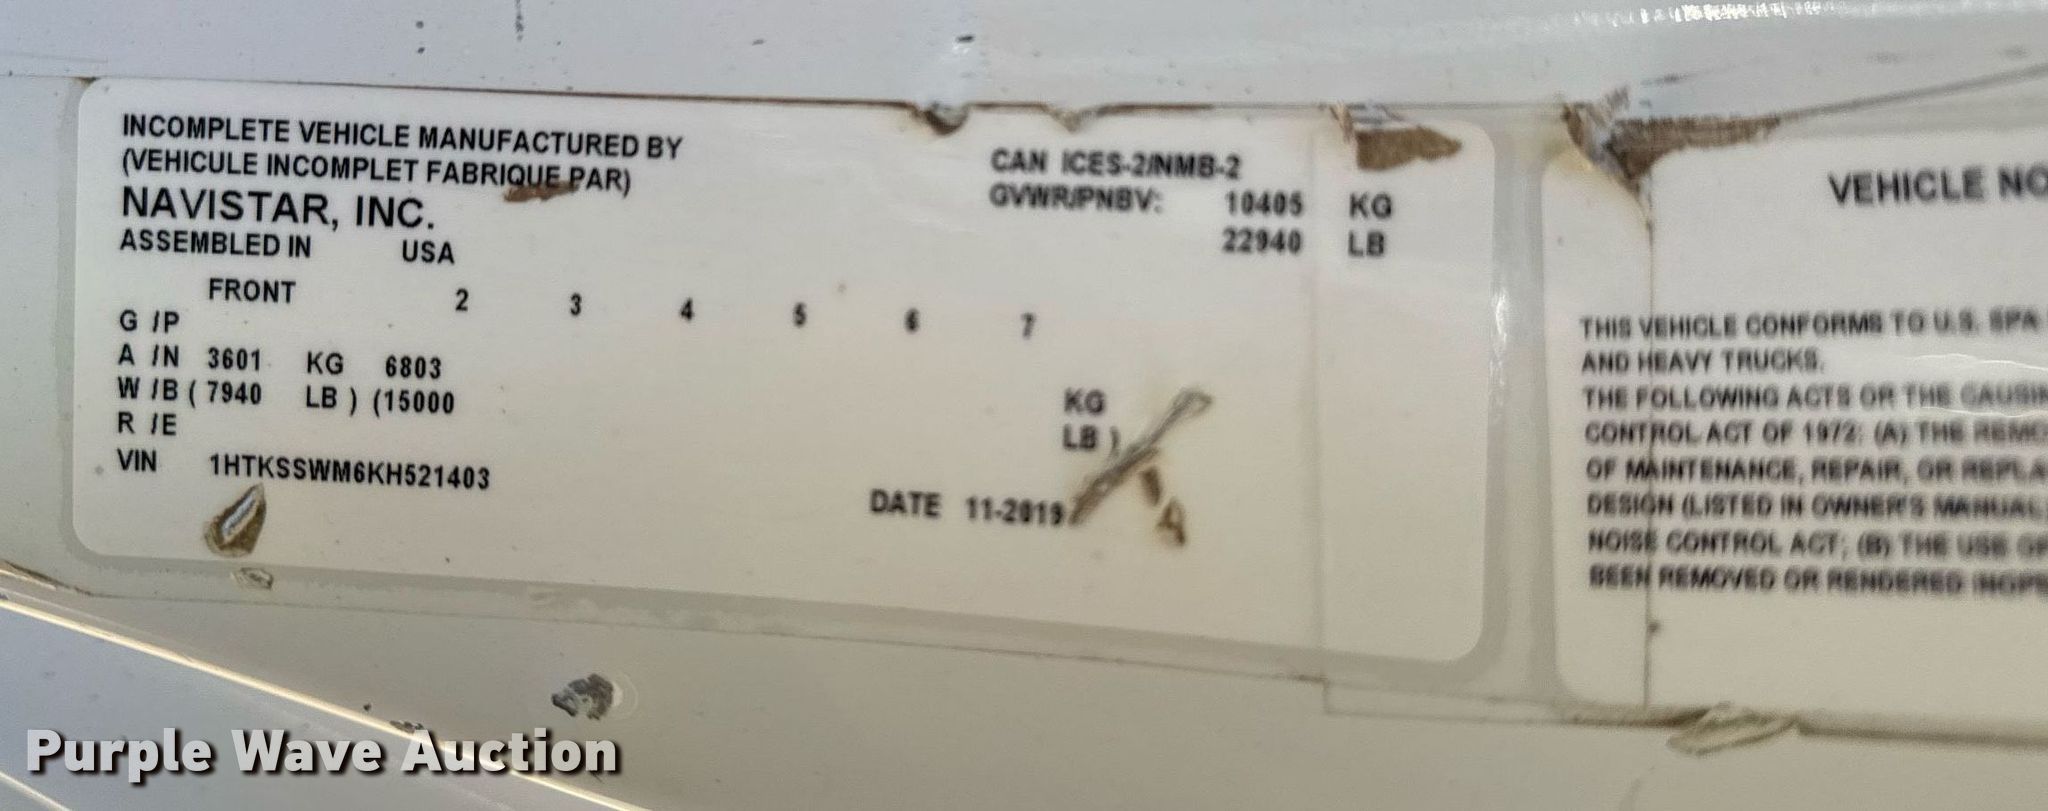 INCOMPLETE VEHICLE MANUFACTURED BY
(VEHICULE INCOMPLET FABRIQUE PAR)
NAVISTAR, INC.
ASSEMBLED IN USA
CAN ICES-2/NMB-2
GVWR/PNBV: 10405 KG
22940 LB
FRONT 2 3 4 5 6 7
G /P
A /N 3601 KG 6803 KG
W /B ( 7940 LB ) (15000 LB )
R /E
VIN 1HTKSSWM6KH521403
DATE 11-2019
VEHICLE NO
THIS VEHICLE CONFORMS TO U.S. EPA
AND HEAVY TRUCKS.
THE FOLLOWING ACTS OR THE CAUSIN
CONTROL ACT OF 1972: (A) THE REMO
OF MAINTENANCE, REPAIR, OR REPLA
DESIGN (LISTED IN OWNER'S MANUAL)
NOISE CONTROL ACT; (B) THE USE OF
BEEN REMOVED OR RENDERED INOPE
Purple Wave Auction